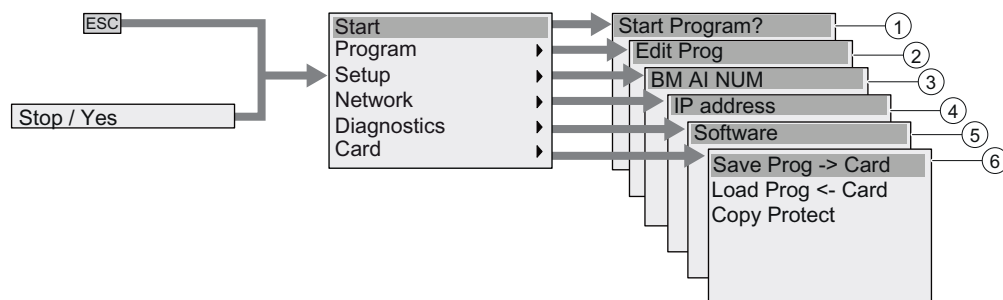 ESC
Stop / Yes
Start
Program
Setup
Network
Diagnostics
Card
Start Program?
1
Edit Prog
2
BM AI NUM
3
IP address
4
Software
5
Save Prog -> Card
6
Load Prog <- Card
Copy Protect